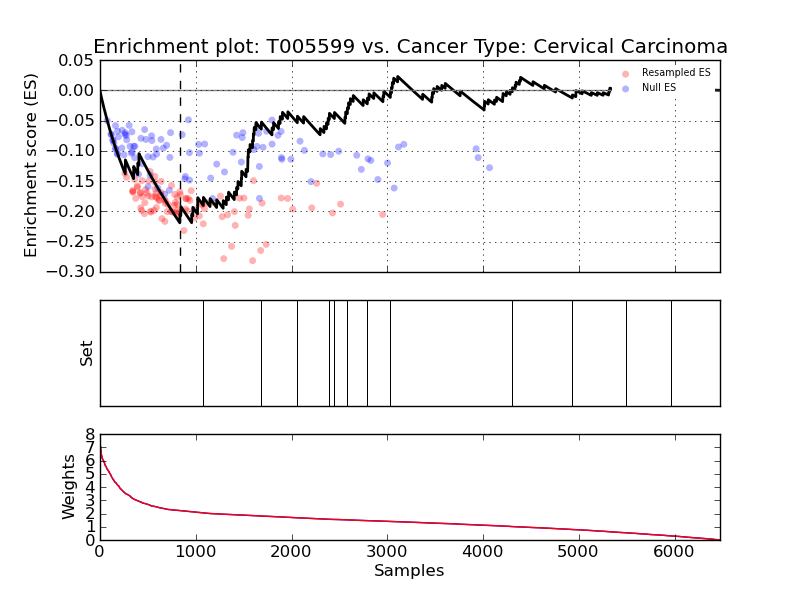 Enrichment plot: T005599 vs. Cancer Type: Cervical Carcinoma
Enrichment score (ES)
0.05
0.00
−0.05
−0.10
−0.15
−0.20
−0.25
−0.30
Resampled ES
Null ES
Set
Weights
8
7
6
5
4
3
2
1
0
0 1000 2000 3000 4000 5000 6000
Samples